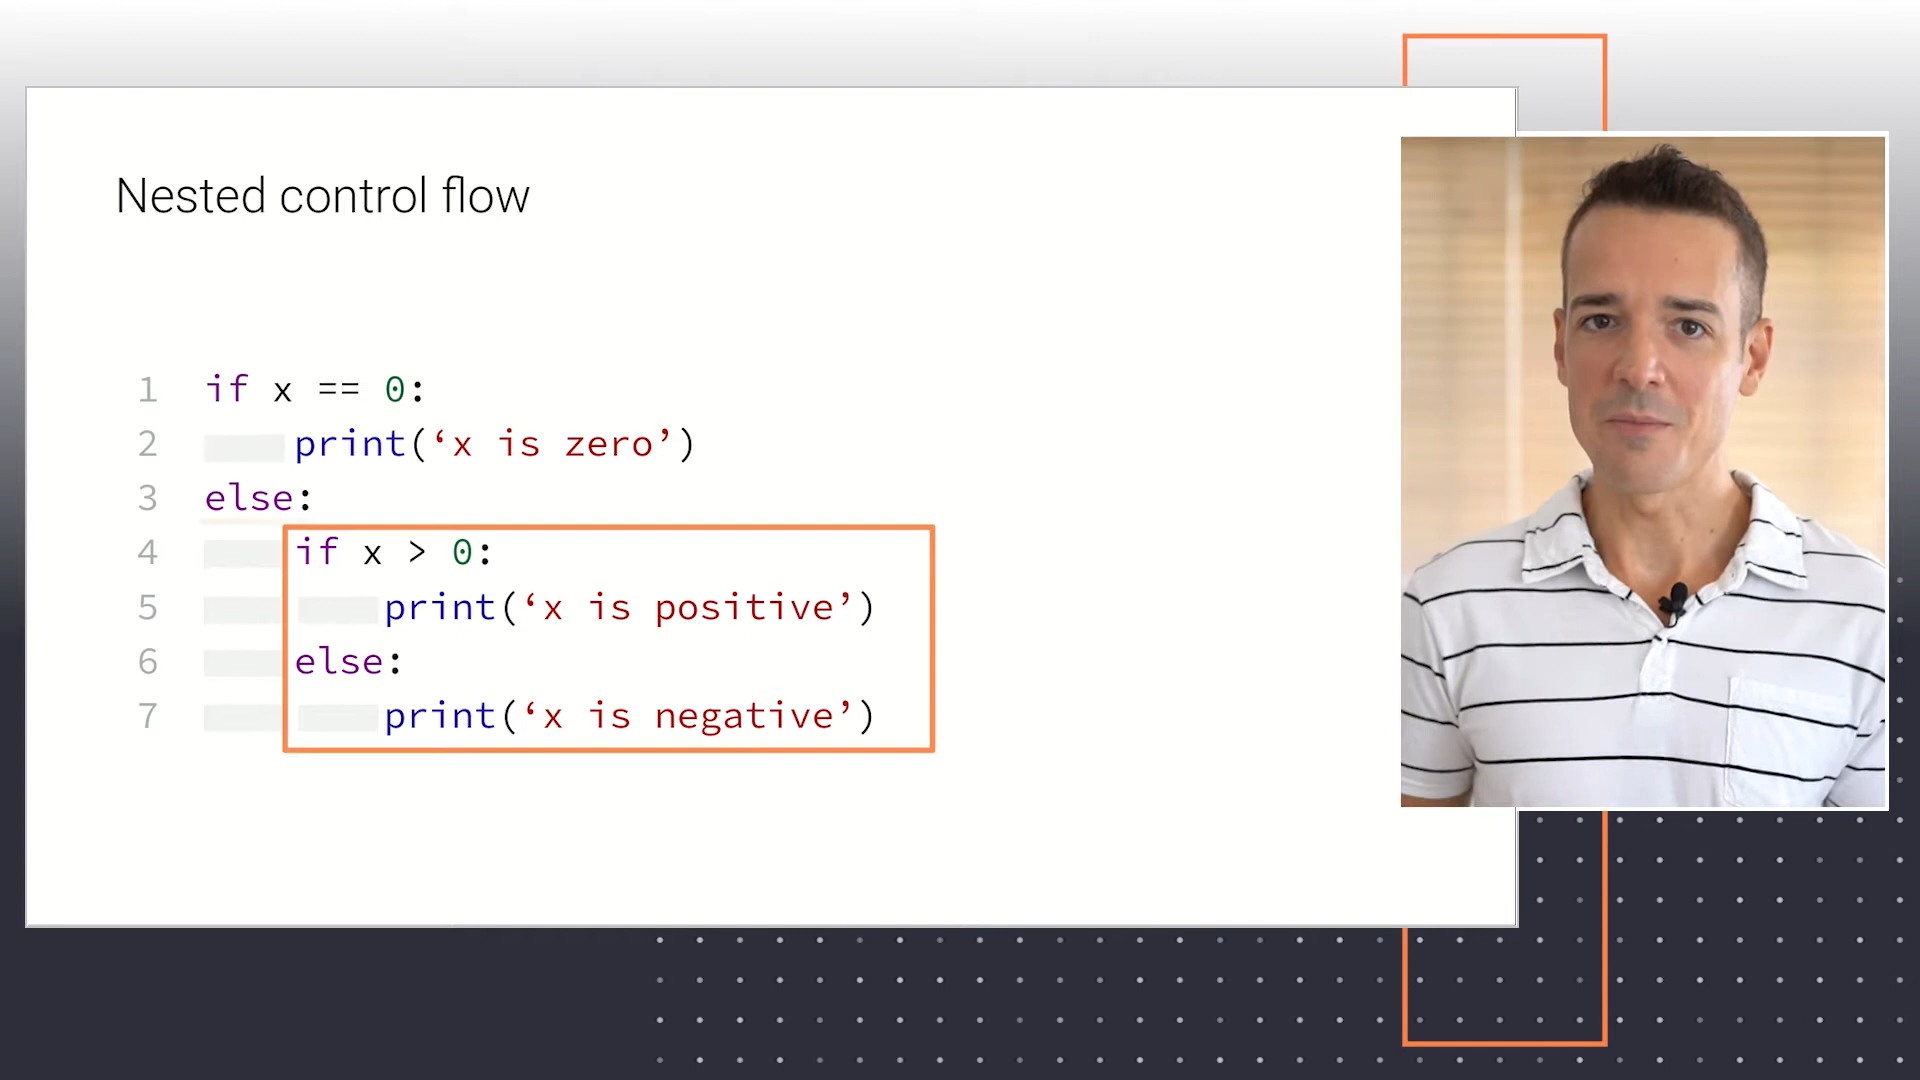 Nested control flow
1 if x == 0:
2 print(‘x is zero’)
3 else:
4 if x > 0:
5 print(‘x is positive’)
6 else:
7 print(‘x is negative’)